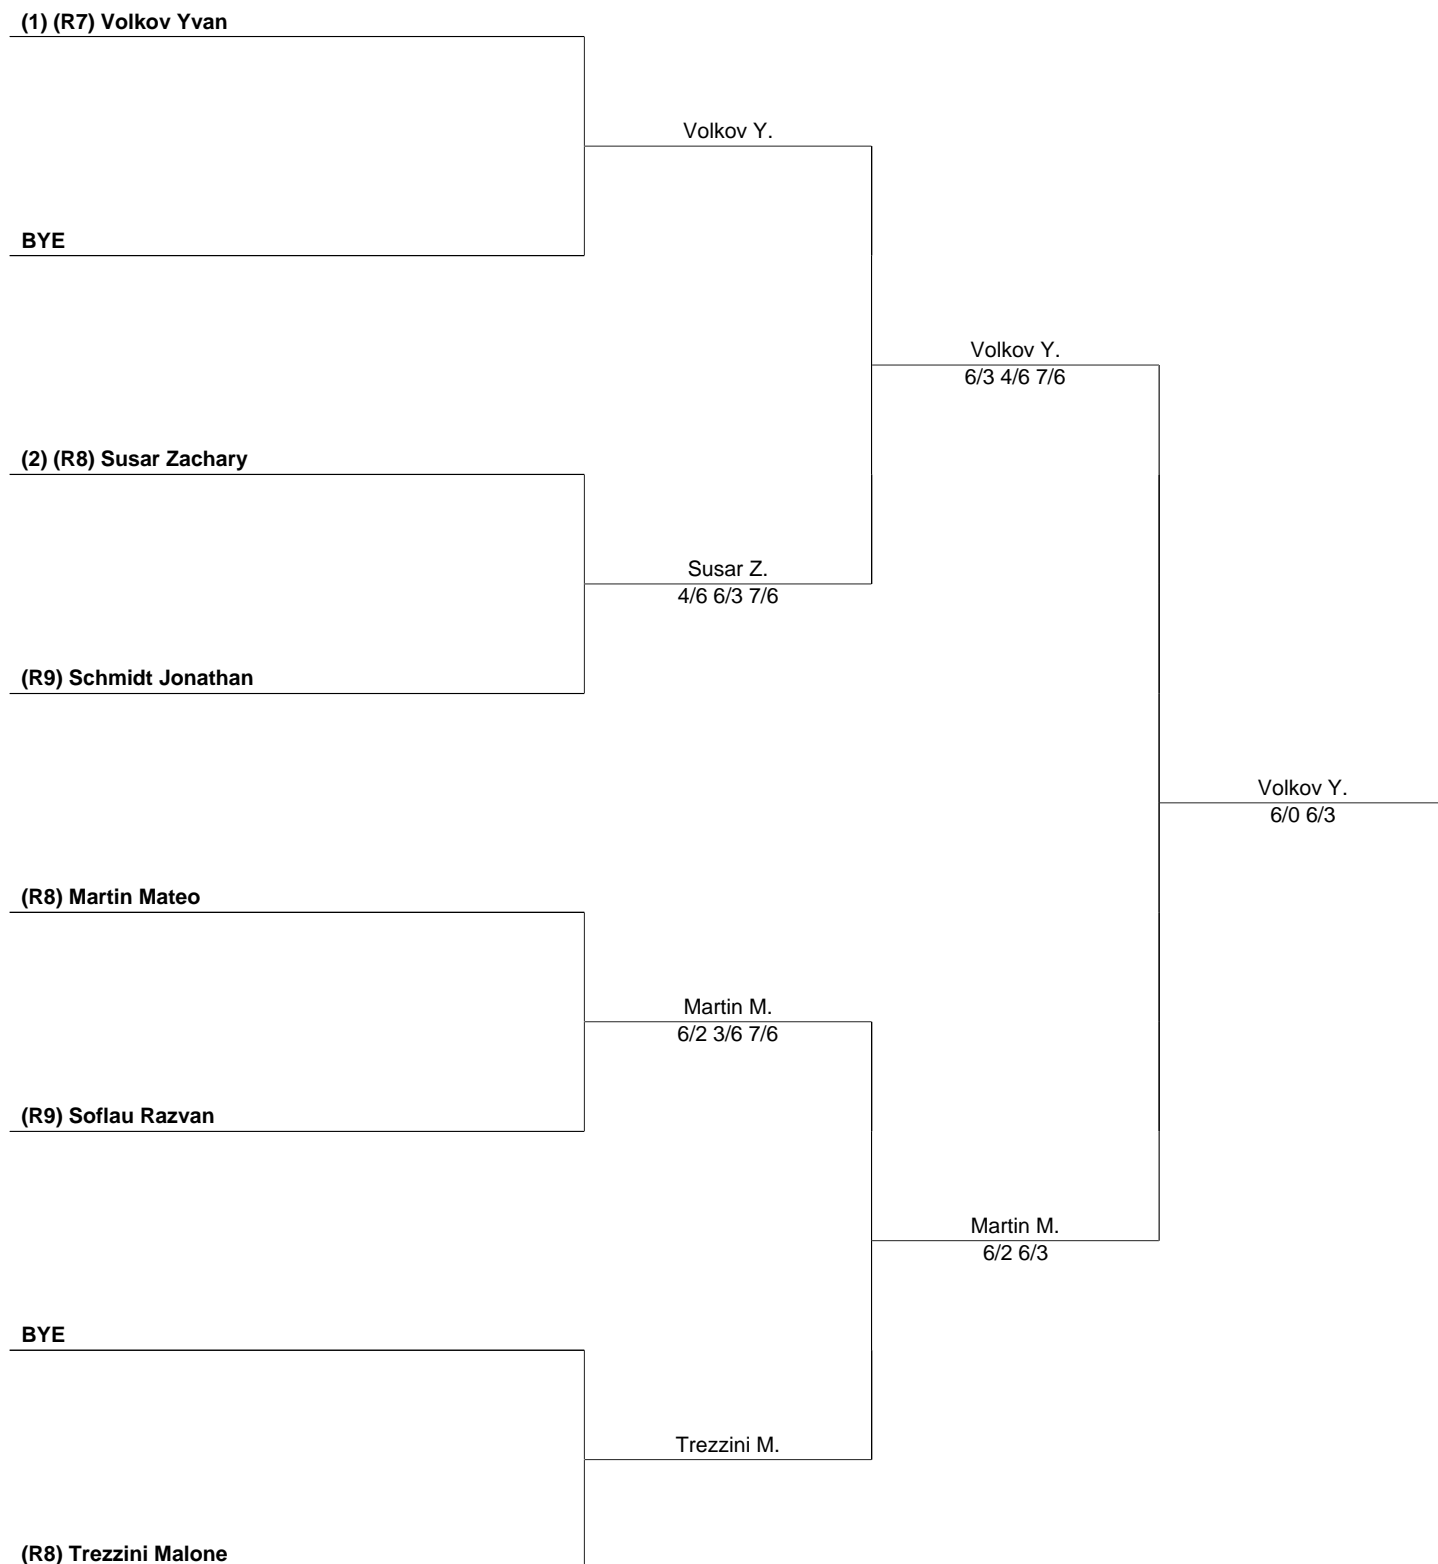 (1) (R7) Volkov Yvan
Volkov Y.
BYE
Volkov Y.
6/3 4/6 7/6
(2) (R8) Susar Zachary
Susar Z.
4/6 6/3 7/6
(R9) Schmidt Jonathan
Volkov Y.
6/0 6/3
(R8) Martin Mateo
Martin M.
6/2 3/6 7/6
(R9) Soflau Razvan
Martin M.
6/2 6/3
BYE
Trezzini M.
(R8) Trezzini Malone